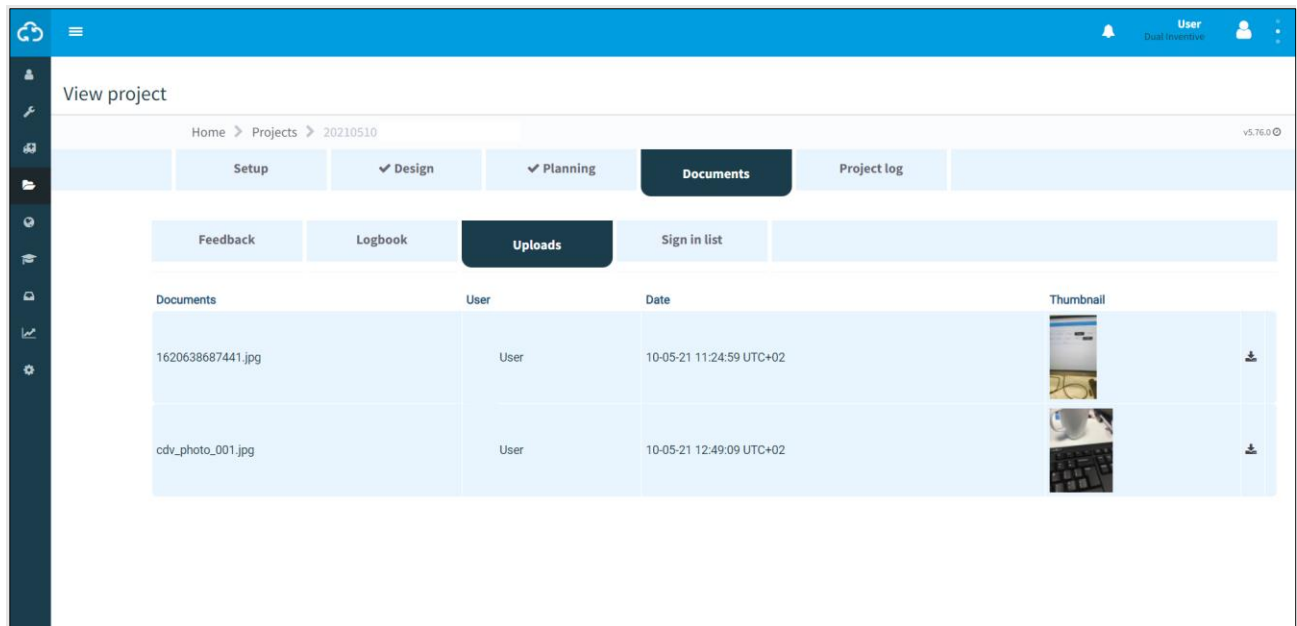 User
Dual Inventive
View project
Home Projects 20210510
v5.76.0
Setup Design Planning Documents Project log
Feedback Logbook Uploads Sign in list
Documents User Date Thumbnail
1620638687441.jpg User 10-05-21 11:24:59 UTC+02
cdv_photo_001.jpg User 10-05-21 12:49:09 UTC+02